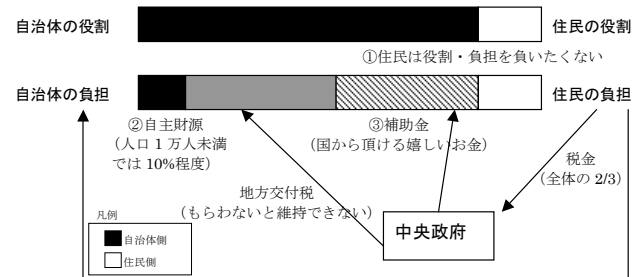 自治体の役割
住民の役割
①住民は役割・負担を負いたくない
自治体の負担
住民の負担
②自主財源
(人口 1 万人未満
では 10%程度)
③補助金
(国から頂ける嬉しいお金)
税金
(全体の 2/3)
地方交付税
(もらわないと維持できない)
中央政府
凡例
自治体側
住民側